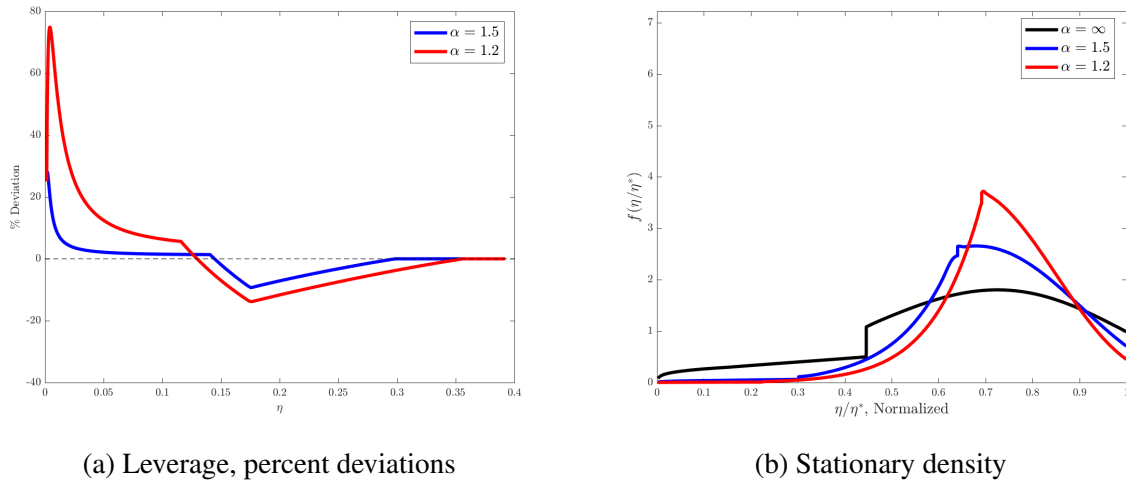 80
60
40
20
0
-20
-40
% Deviation
0 0.05 0.1 0.15 0.2 0.25 0.3 0.35 0.4
η
α = 1.5
α = 1.2
(a) Leverage, percent deviations
7
6
5
4
3
2
1
0
f (η/η*)
0 0.1 0.2 0.3 0.4 0.5 0.6 0.7 0.8 0.9 1
η/η*, Normalized
α = ∞
α = 1.5
α = 1.2
(b) Stationary density